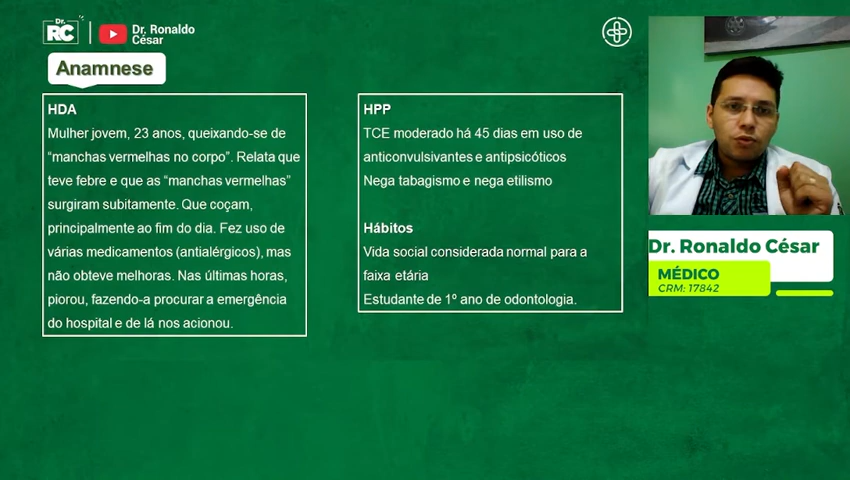 Dr.
RC
Dr. Ronaldo
César
Anamnese
HDA
Mulher jovem, 23 anos, queixando-se de
“manchas vermelhas no corpo”. Relata que
teve febre e que as “manchas vermelhas”
surgiram subitamente. Que coçam,
principalmente ao fim do dia. Fez uso de
várias medicamentos (antialérgicos), mas
não obteve melhoras. Nas últimas horas,
piorou, fazendo-a procurar a emergência
do hospital e de lá nos acionou.
HPP
TCE moderado há 45 dias em uso de
anticonvulsivantes e antipsicóticos
Nega tabagismo e nega etilismo
Hábitos
Vida social considerada normal para a
faixa etária
Estudante de 1º ano de odontologia.
Dr. Ronaldo César
MÉDICO
CRM: 17842